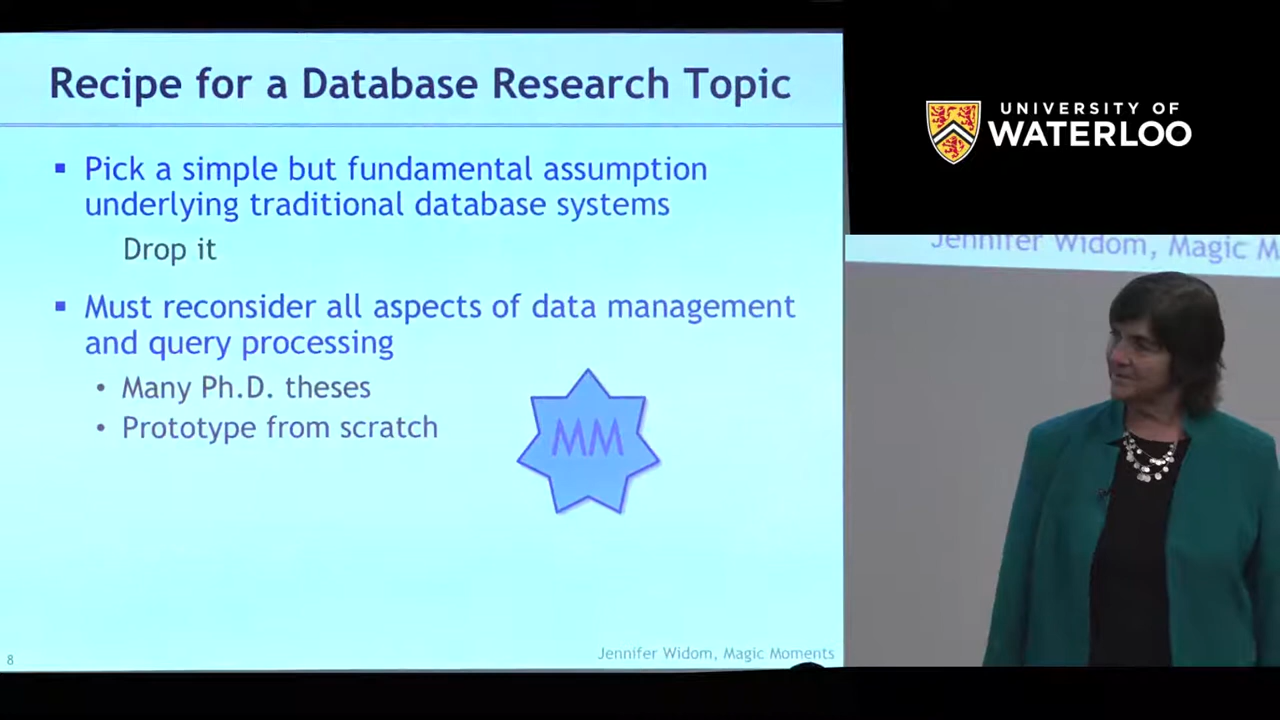 Recipe for a Database Research Topic
Pick a simple but fundamental assumption
underlying traditional database systems
Drop it
Must reconsider all aspects of data management
and query processing
• Many Ph.D. theses
• Prototype from scratch
MM
8
Jennifer Widom, Magic Moments
UNIVERSITY OF
WATERLOO
Jennifer Widom, Magic M